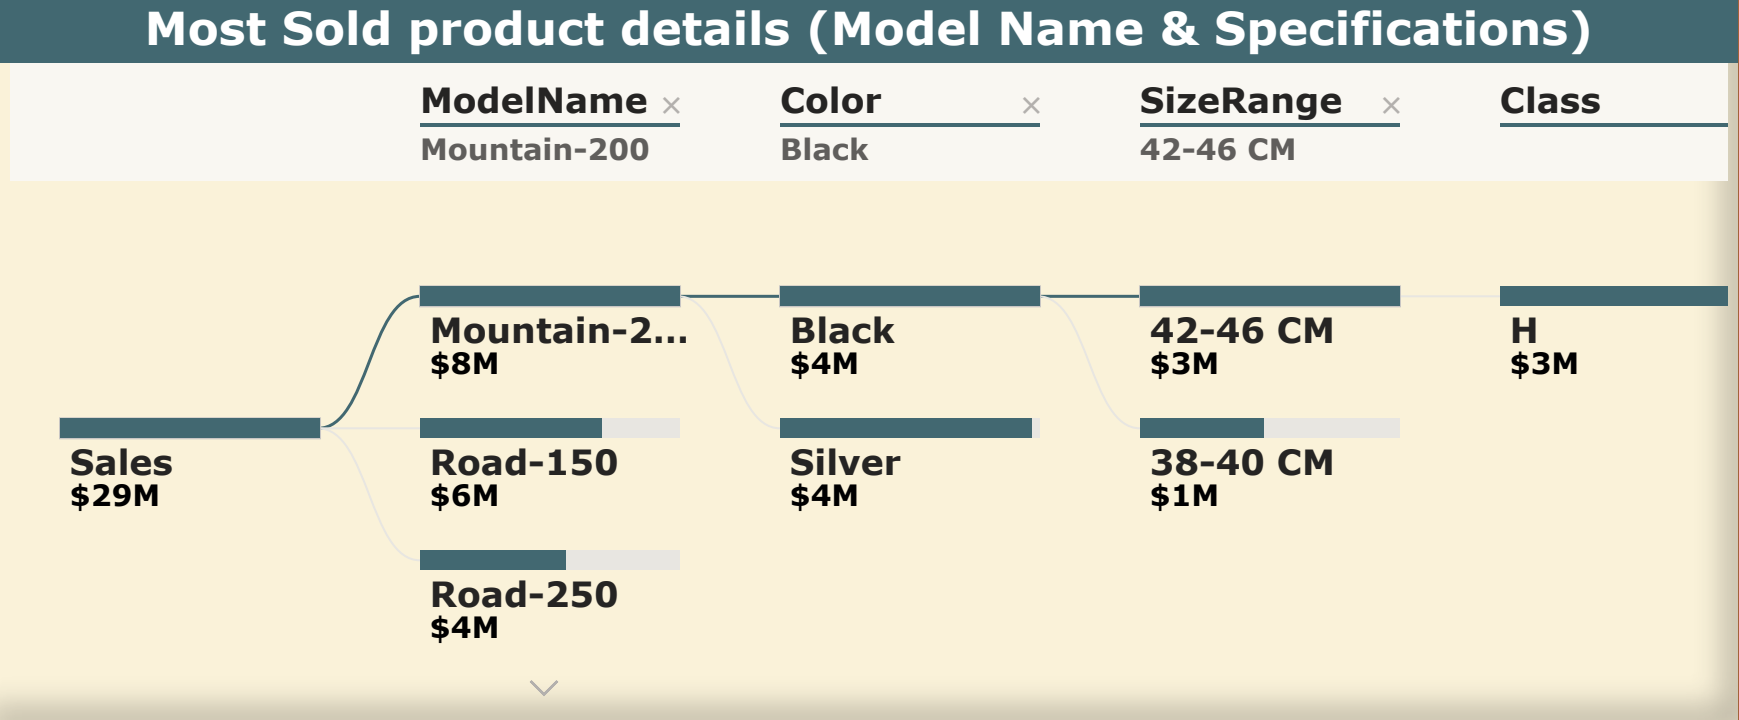 Most Sold product details (Model Name & Specifications)
ModelName × Color × SizeRange × Class
Mountain-200 Black 42-46 CM
Mountain-2... Black 42-46 CM H
$8M $4M $3M $3M
Sales Road-150 Silver 38-40 CM
$29M $6M $4M $1M
Road-250
$4M